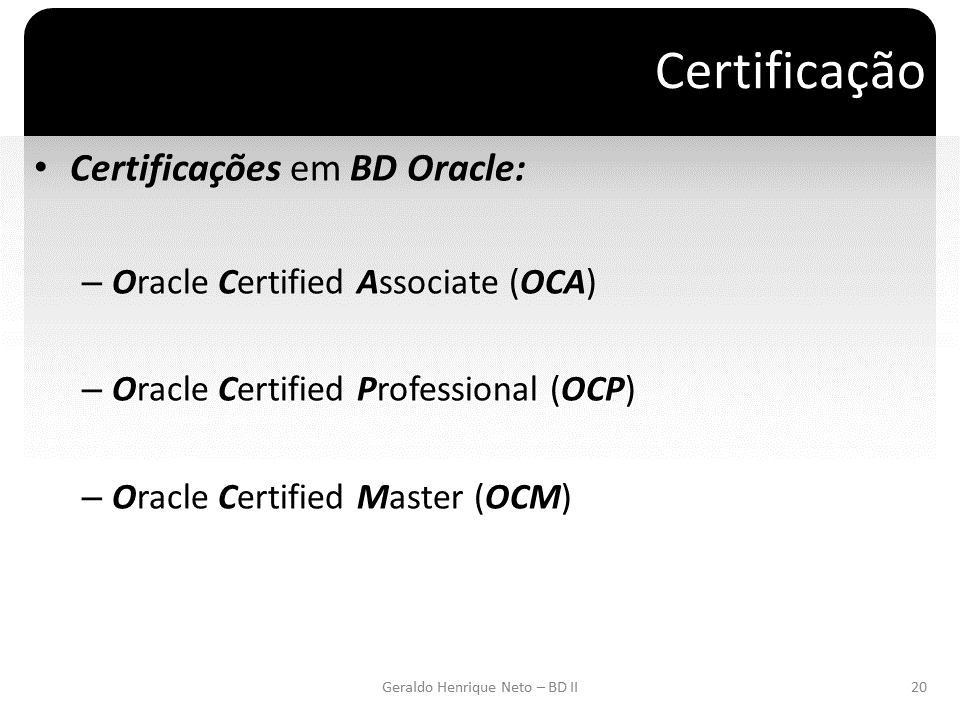 Certificação
• Certificações em BD Oracle:
– Oracle Certified Associate (OCA)
– Oracle Certified Professional (OCP)
– Oracle Certified Master (OCM)
Geraldo Henrique Neto – BD II
20